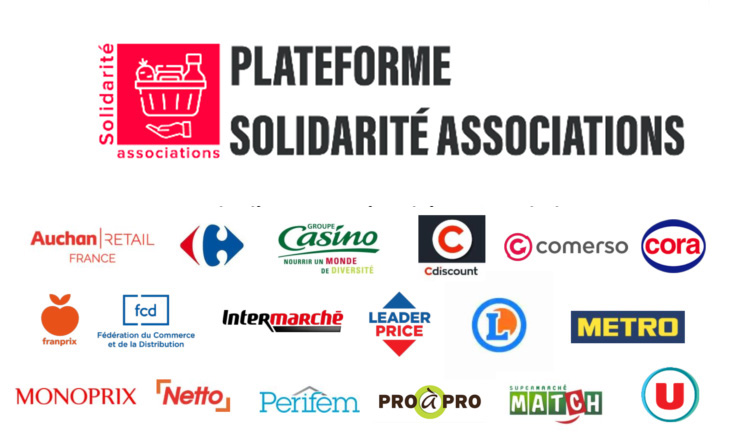 Solidarité
associations
PLATEFORME
SOLIDARITÉ ASSOCIATIONS
Auchan RETAIL
FRANCE
GROUPE
Casino
NOURRIR UN MONDE
DE DIVERSITÉ
C
Cdiscount
comerso
cora
franprix
fcd
Fédération du Commerce
et de la Distribution
Intermarché
LEADER
PRICE
L
METRO
MONOPRIX
Netto
Perifem
PROàPRO
SUPERMARCHÉ
MATCH
U